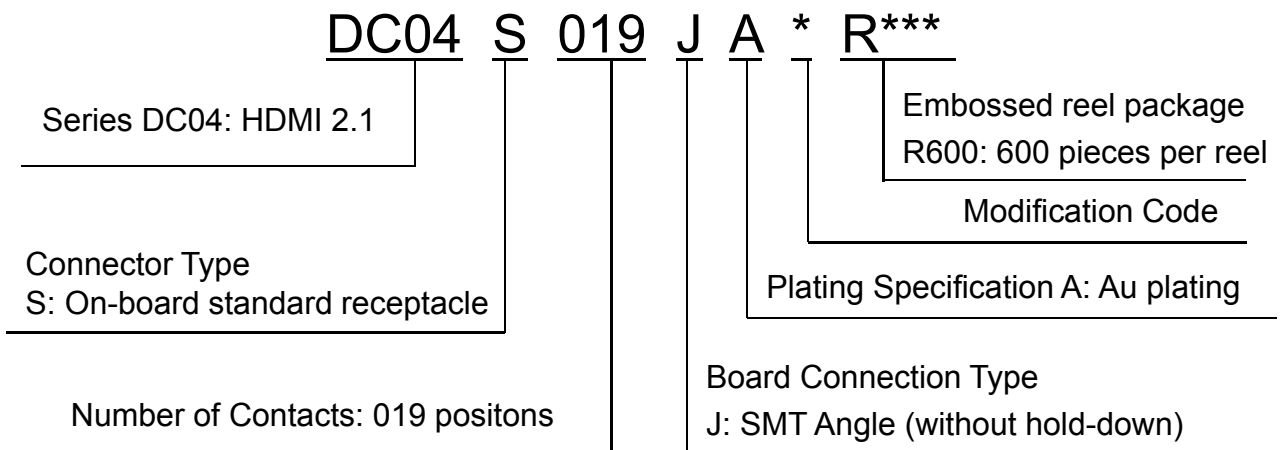 DC04 S 019 J A * R***
Series DC04: HDMI 2.1
Embossed reel package
R600: 600 pieces per reel
Modification Code
Connector Type
S: On-board standard receptacle
Plating Specification A: Au plating
Number of Contacts: 019 positons
Board Connection Type
J: SMT Angle (without hold-down)